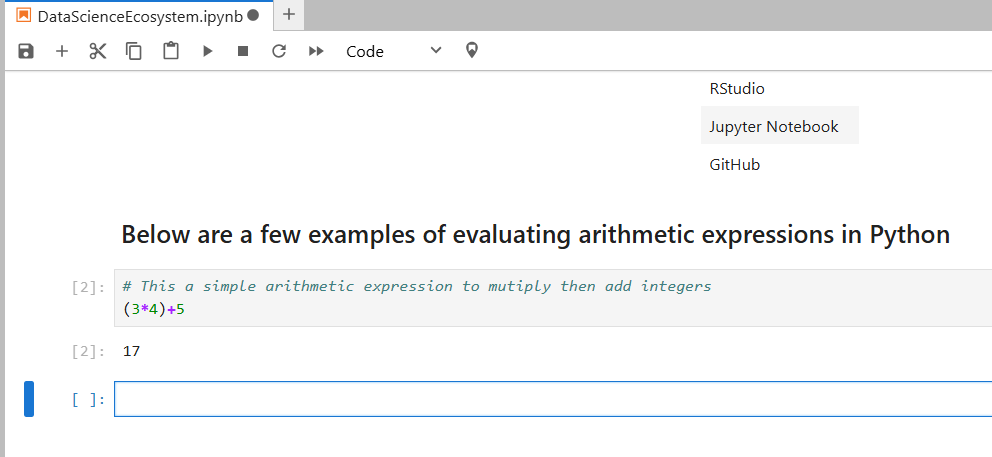 DataScienceEcosystem.ipynb
Code
RStudio
Jupyter Notebook
GitHub
Below are a few examples of evaluating arithmetic expressions in Python
[2]: # This a simple arithmetic expression to mutiply then add integers
(3*4)+5
[2]: 17
[ ]: